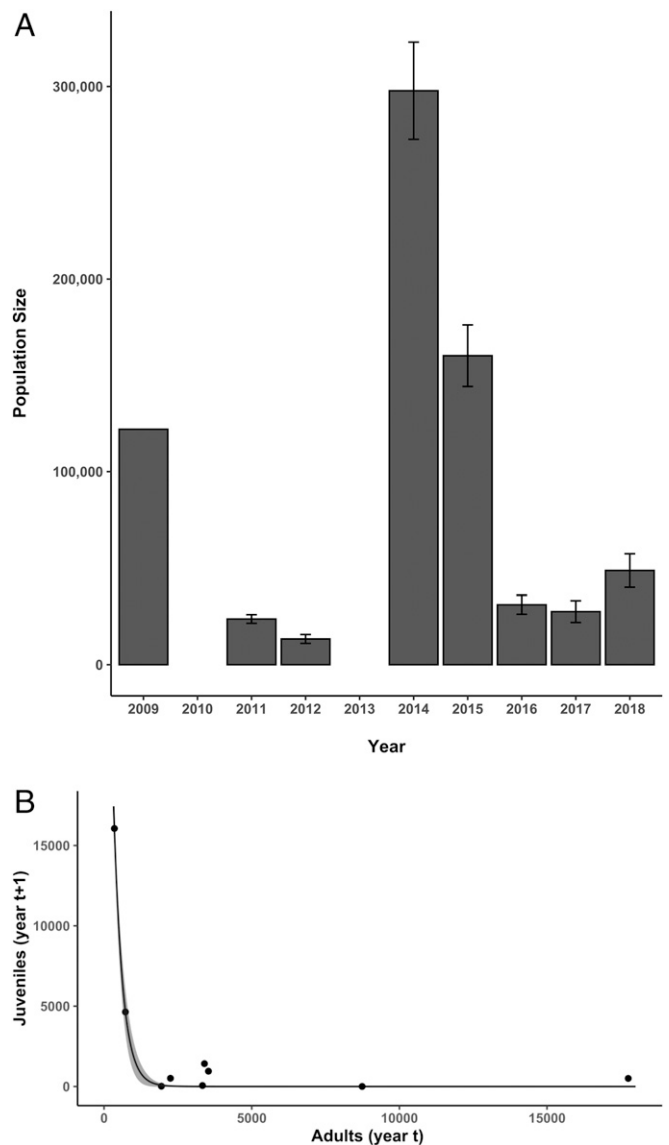 A
300,000
200,000
100,000
0
Population Size
2009 2010 2011 2012 2013 2014 2015 2016 2017 2018
Year
B
15000
10000
5000
0
Juveniles (year t+1)
0 5000 10000 15000
Adults (year t)